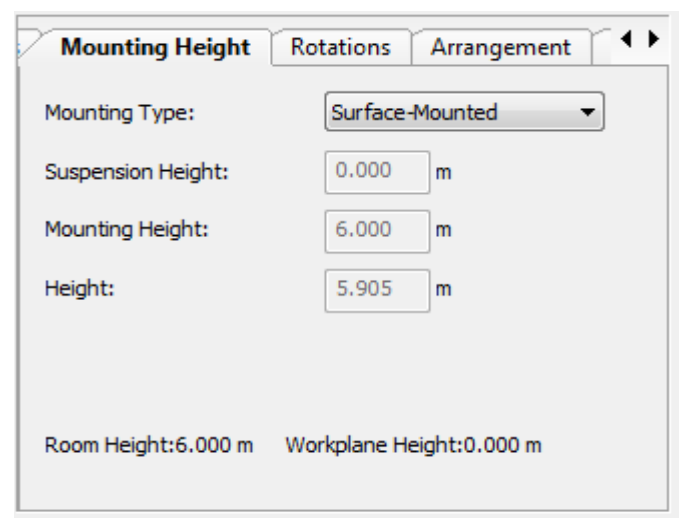 Mounting Height Rotations Arrangement
Mounting Type: Surface-Mounted
Suspension Height: 0.000 m
Mounting Height: 6.000 m
Height: 5.905 m
Room Height:6.000 m Workplane Height:0.000 m